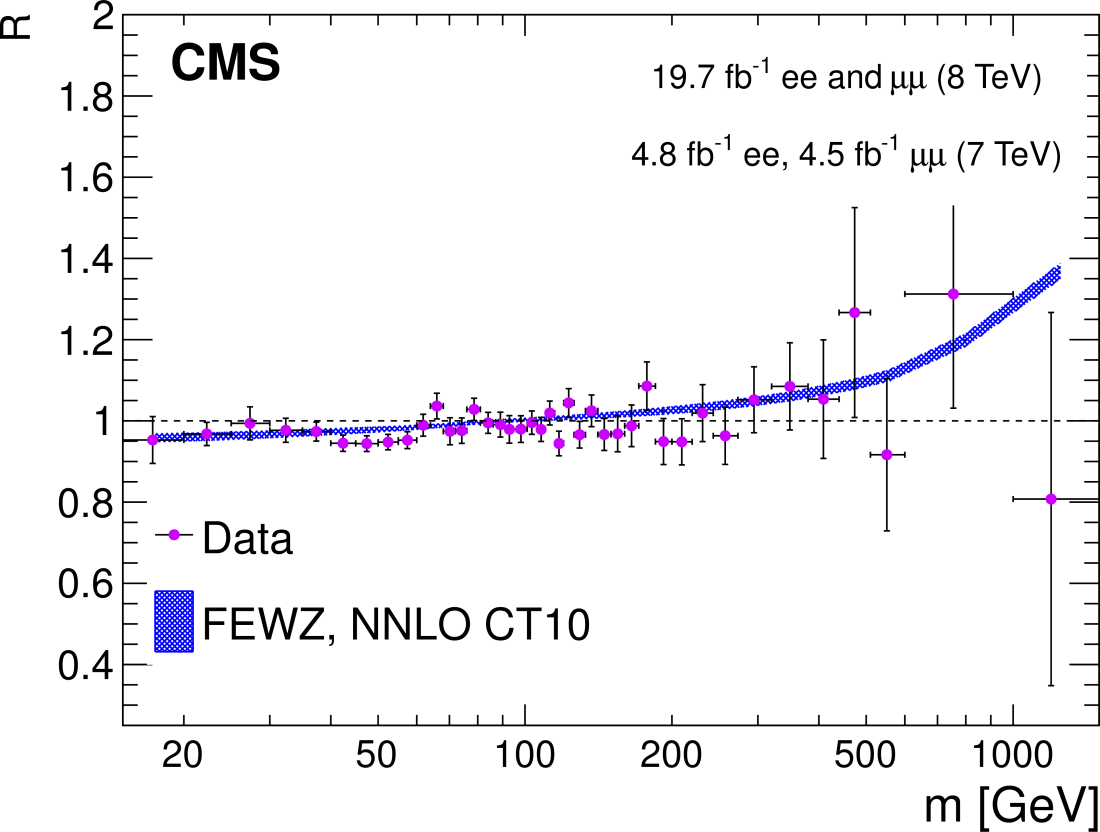 R
2
CMS
19.7 fb⁻¹ ee and μμ (8 TeV)
1.8
4.8 fb⁻¹ ee, 4.5 fb⁻¹ μμ (7 TeV)
1.6
1.4
1.2
1
0.8
Data
0.6
FEWZ, NNLO CT10
0.4
20 50 100 200 500 1000
m [GeV]